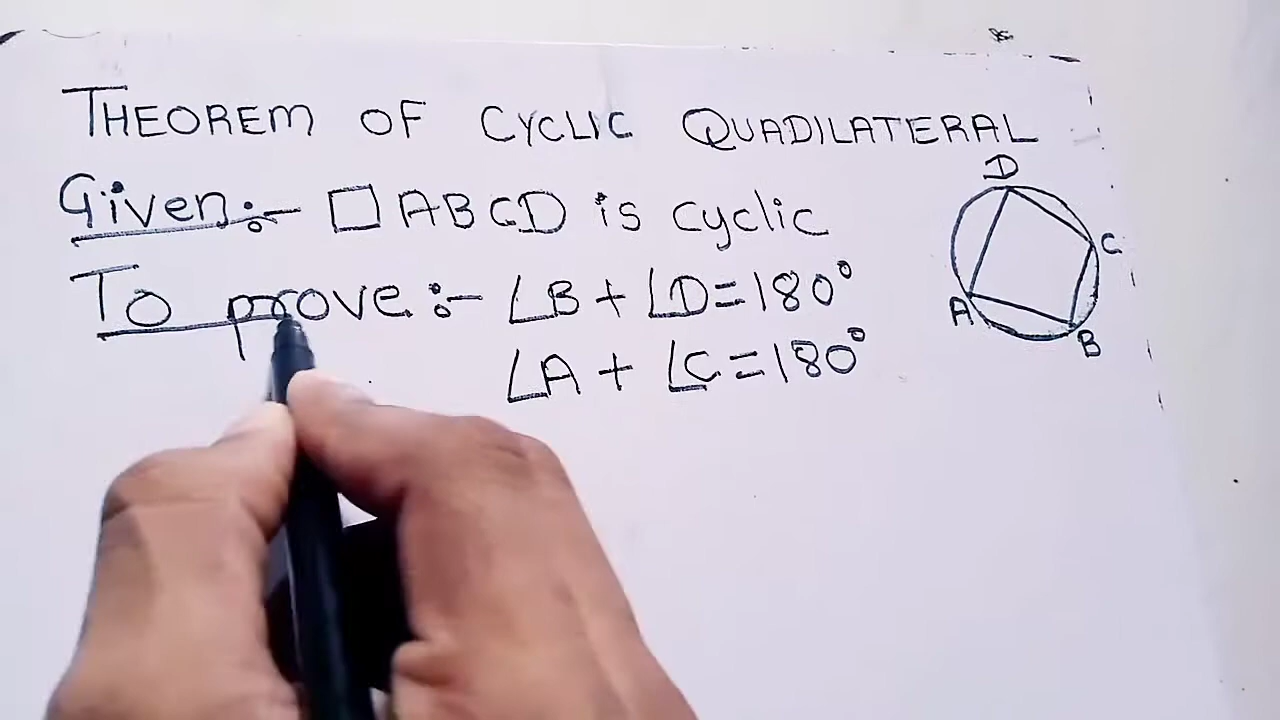 THEOREM OF CYCLIC QUADILATERAL
Given:- □ABCD is cyclic
To prove:- ∠B + ∠D = 180°
∠A + ∠C = 180°
D
C
A
B